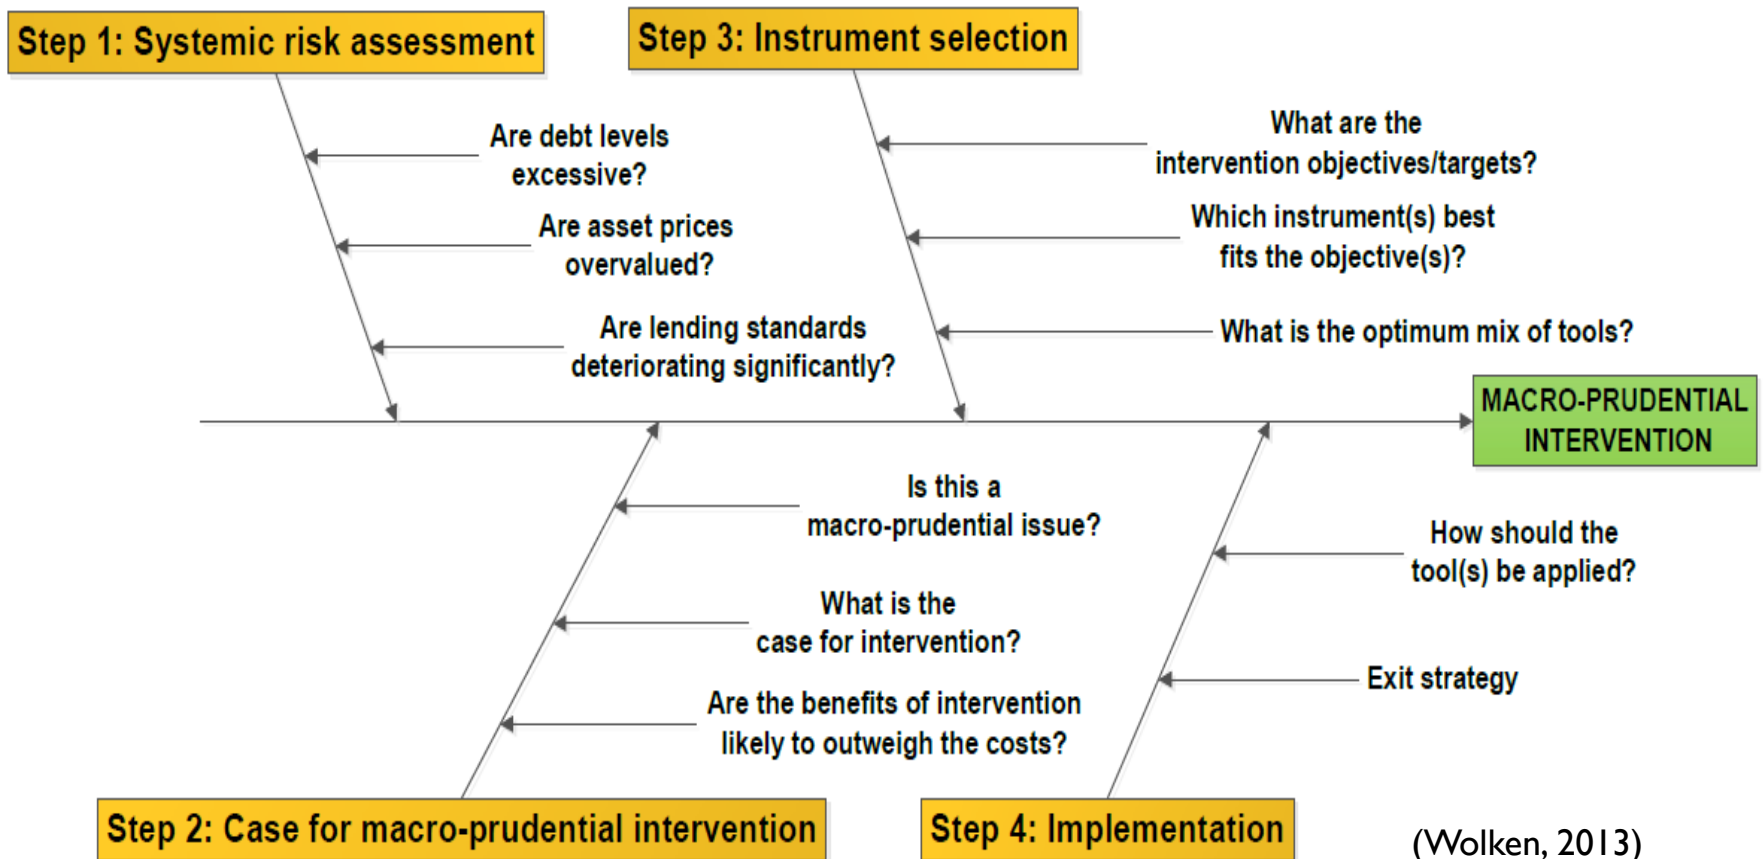 Step 1: Systemic risk assessment
Are debt levels
excessive?
Are asset prices
overvalued?
Are lending standards
deteriorating significantly?
Step 3: Instrument selection
What are the
intervention objectives/targets?
Which instrument(s) best
fits the objective(s)?
What is the optimum mix of tools?
MACRO-PRUDENTIAL
INTERVENTION
Is this a
macro-prudential issue?
What is the
case for intervention?
Are the benefits of intervention
likely to outweigh the costs?
Step 2: Case for macro-prudential intervention
How should the
tool(s) be applied?
Exit strategy
Step 4: Implementation
(Wolken, 2013)